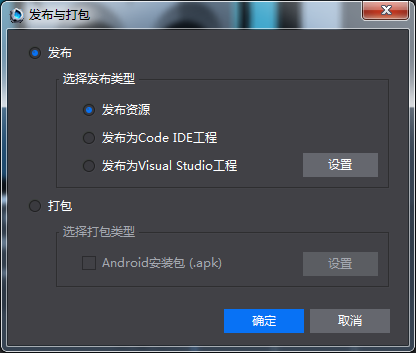 发布与打包
发布
选择发布类型
发布资源
发布为Code IDE工程
发布为Visual Studio工程
设置
打包
选择打包类型
Android安装包 (.apk)
设置
确定
取消